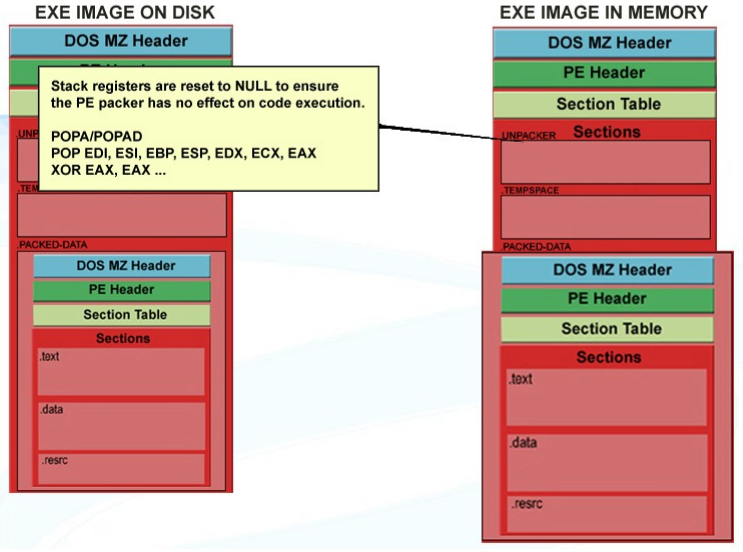 EXE IMAGE ON DISK
DOS MZ Header
Stack registers are reset to NULL to ensure
the PE packer has no effect on code execution.
POPA/POPAD
POP EDI, ESI, EBP, ESP, EDX, ECX, EAX
XOR EAX, EAX ...
.PACKED-DATA
DOS MZ Header
PE Header
Section Table
Sections
.text
.data
.resrc
EXE IMAGE IN MEMORY
DOS MZ Header
PE Header
Section Table
Sections
.UNPACKER
.TEMPSPACE
.PACKED-DATA
DOS MZ Header
PE Header
Section Table
Sections
.text
.data
.resrc